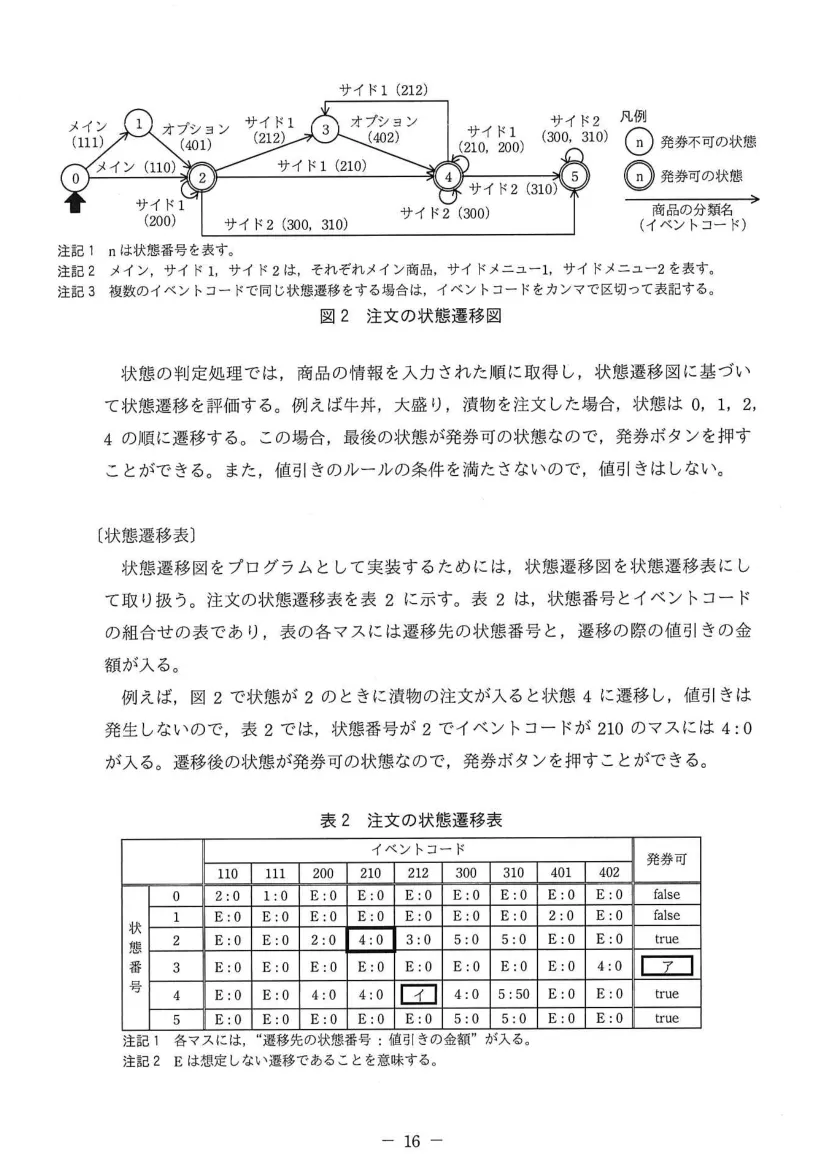 サイド1（212）
メイン
（111）
1
オプション
（401）
サイド1
（212）
3
オプション
（402）
サイド1
（210，200）
サイド2
（300，310）
凡例
n 発券不可の状態
0
メイン（110）
2
サイド1（210）
4
サイド2（310）
5
n 発券可の状態
サイド1
（200）
サイド2（300，310）
サイド2（300）
商品の分類名
（イベントコード）
注記1 nは状態番号を表す。
注記2 メイン，サイド1，サイド2は，それぞれメイン商品，サイドメニュー1，サイドメニュー2を表す。
注記3 複数のイベントコードで同じ状態遷移をする場合は，イベントコードをカンマで区切って表記する。
図2 注文の状態遷移図
状態の判定処理では，商品の情報を入力された順に取得し，状態遷移図に基づい
て状態遷移を評価する。例えば牛丼，大盛り，漬物を注文した場合，状態は 0，1，2，
4 の順に遷移する。この場合，最後の状態が発券可の状態なので，発券ボタンを押す
ことができる。また，値引きのルールの条件を満たさないので，値引きはしない。
〔状態遷移表〕
状態遷移図をプログラムとして実装するためには，状態遷移図を状態遷移表にし
て取り扱う。注文の状態遷移表を表 2 に示す。表 2 は，状態番号とイベントコード
の組合せの表であり，表の各マスには遷移先の状態番号と，遷移の際の値引きの金
額が入る。
例えば，図 2 で状態が 2 のときに漬物の注文が入ると状態 4 に遷移し，値引きは
発生しないので，表 2 では，状態番号が 2 でイベントコードが 210 のマスには 4:0
が入る。遷移後の状態が発券可の状態なので，発券ボタンを押すことができる。
表2 注文の状態遷移表
イベントコード 発券可
110 111 200 210 212 300 310 401 402
状態番号
0 2:0 1:0 E:0 E:0 E:0 E:0 E:0 E:0 E:0 false
1 E:0 E:0 E:0 E:0 E:0 E:0 E:0 2:0 E:0 false
2 E:0 E:0 2:0 4:0 3:0 5:0 5:0 E:0 E:0 true
3 E:0 E:0 E:0 E:0 E:0 E:0 E:0 E:0 4:0 ア
4 E:0 E:0 4:0 4:0 イ 4:0 5:50 E:0 E:0 true
5 E:0 E:0 E:0 E:0 E:0 5:0 5:0 E:0 E:0 true
注記1 各マスには，“遷移先の状態番号：値引きの金額”が入る。
注記2 Eは想定しない遷移であることを意味する。
－ 16 －